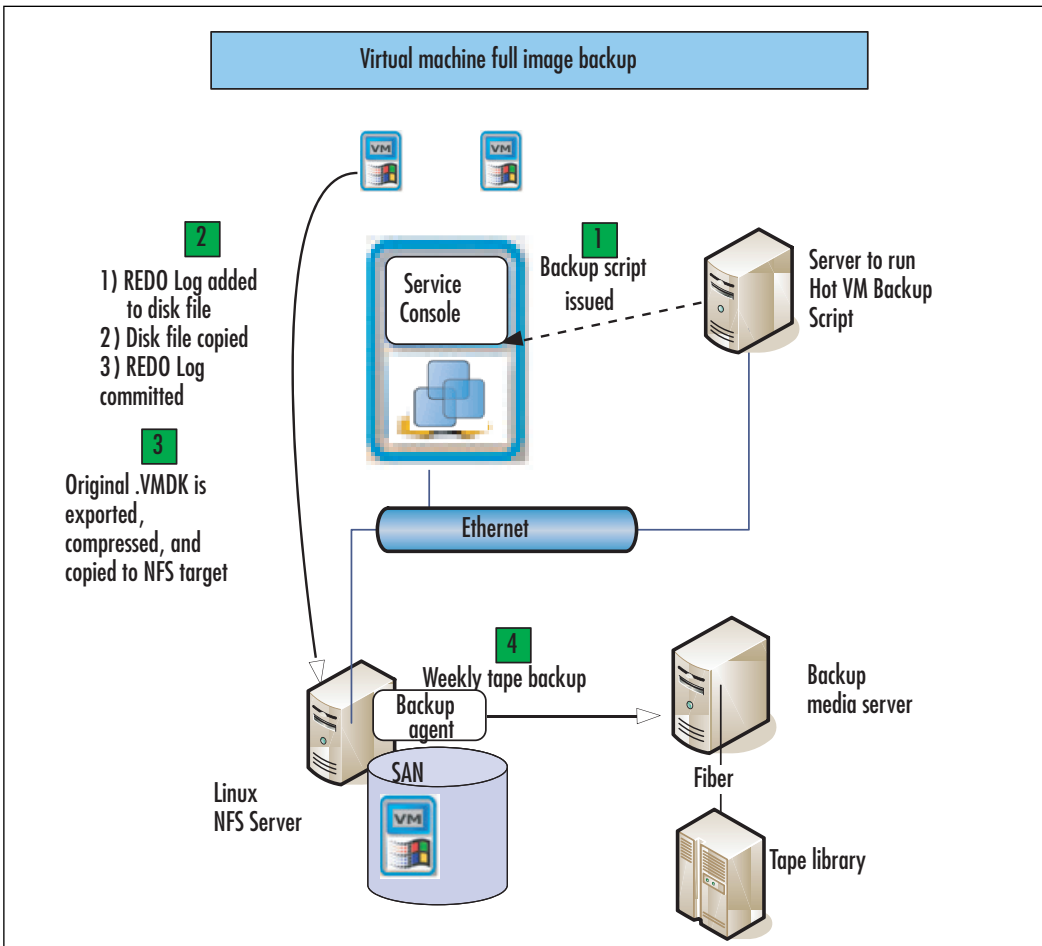 Virtual machine full image backup
VM
VM
2
1) REDO Log added
to disk file
2) Disk file copied
3) REDO Log
committed
1
Backup script
issued
Service
Console
Server to run
Hot VM Backup
Script
3
Original .VMDK is
exported,
compressed, and
copied to NFS target
Ethernet
4
Weekly tape backup
Backup
agent
Backup
media server
SAN
VM
Linux
NFS Server
Fiber
Tape library